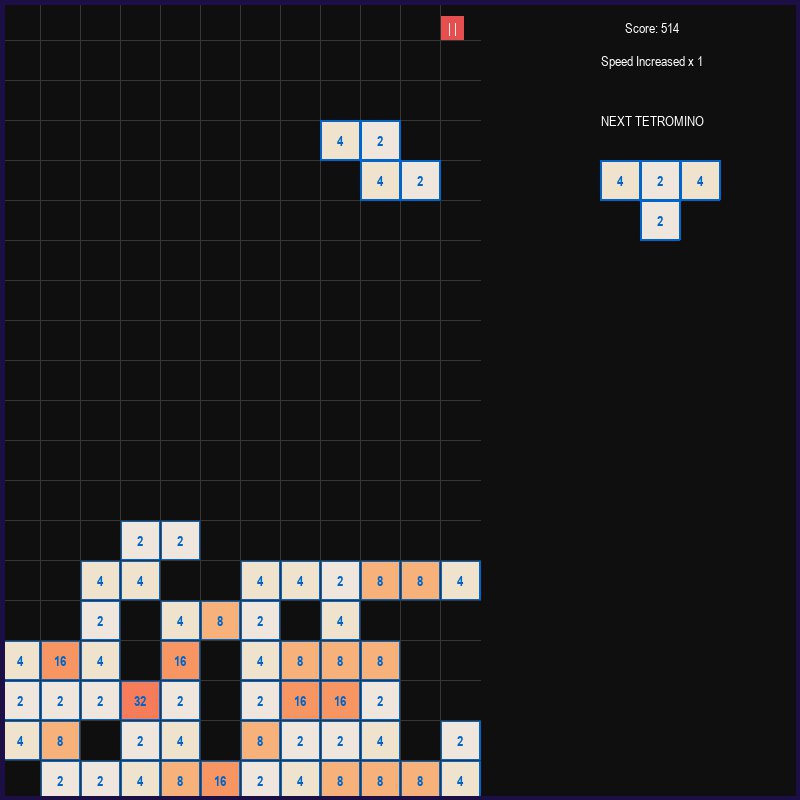 ||
Score: 514
Speed Increased x 1
NEXT TETROMINO
4 2
4 2
4 2 4
2
2 2
4 4 4 4 2 8 8 4
2 4 8 2 4
4 16 4 16 4 8 8 8
2 2 2 32 2 2 16 16 2
4 8 2 4 8 2 2 4 2
2 2 4 8 16 2 4 8 8 8 4